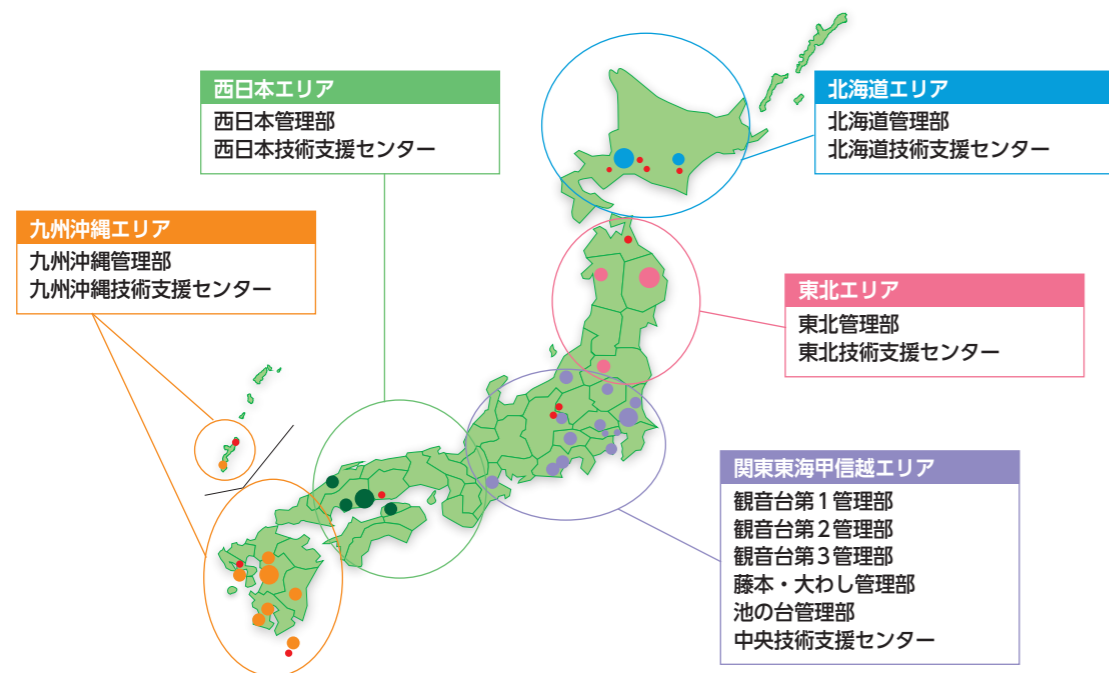 西日本エリア
西日本管理部
西日本技術支援センター
北海道エリア
北海道管理部
北海道技術支援センター
九州沖縄エリア
九州沖縄管理部
九州沖縄技術支援センター
東北エリア
東北管理部
東北技術支援センター
関東東海甲信越エリア
観音台第1管理部
観音台第2管理部
観音台第3管理部
藤本・大わし管理部
池の台管理部
中央技術支援センター